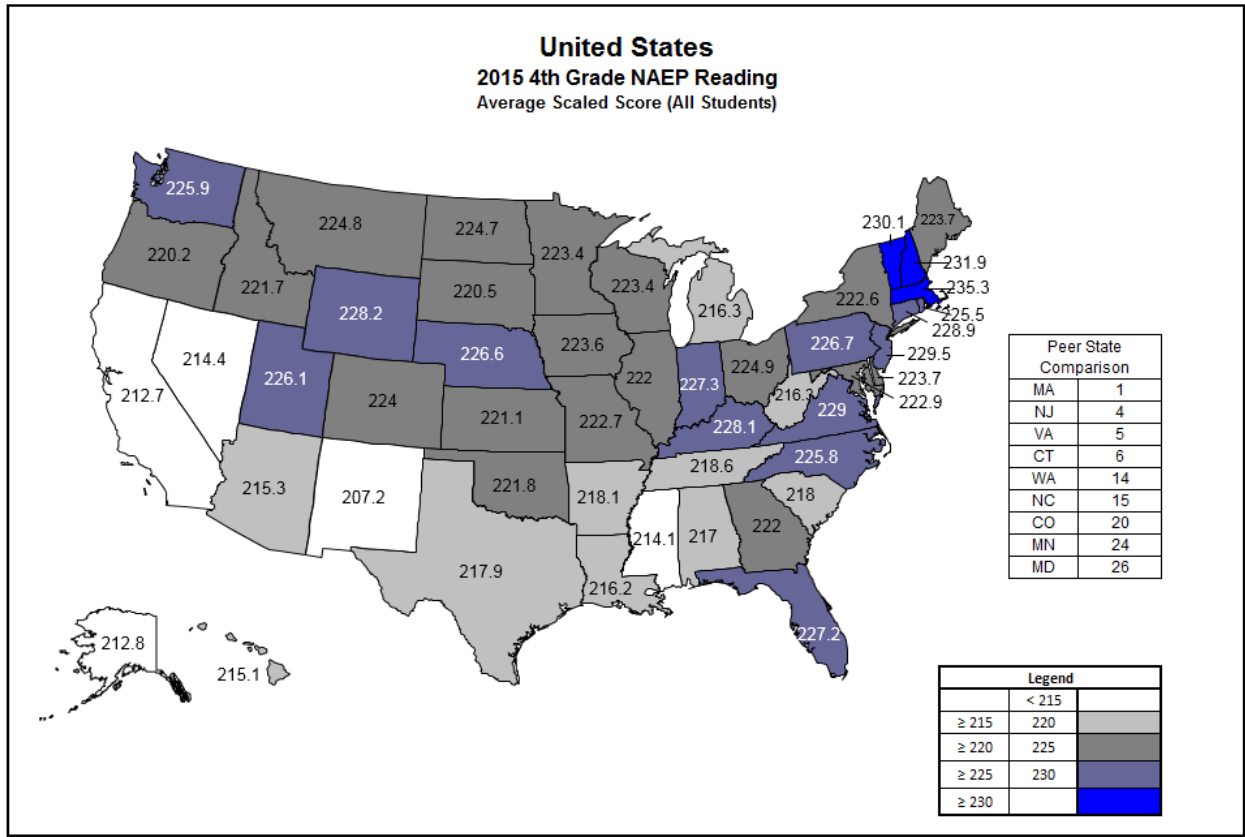 United States
2015 4th Grade NAEP Reading
Average Scaled Score (All Students)
225.9
224.8
224.7
223.4
230.1
223.7
231.9
235.3
220.2
221.7
220.5
223.4
216.3
222.6
225.5
228.9
228.2
226.6
223.6
226.7
229.5
214.4
212.7
226.1
224
221.1
222.7
222
227.3
224.9
216.3
223.7
222.9
229
228.1
225.8
215.3
207.2
221.8
218.1
218.6
218
217.9
216.2
214.1
217
222
227.2
212.8
215.1
Peer State
Comparison
MA 1
NJ 4
VA 5
CT 6
WA 14
NC 15
CO 20
MN 24
MD 26
Legend
< 215
≥ 215 220
≥ 220 225
≥ 225 230
≥ 230